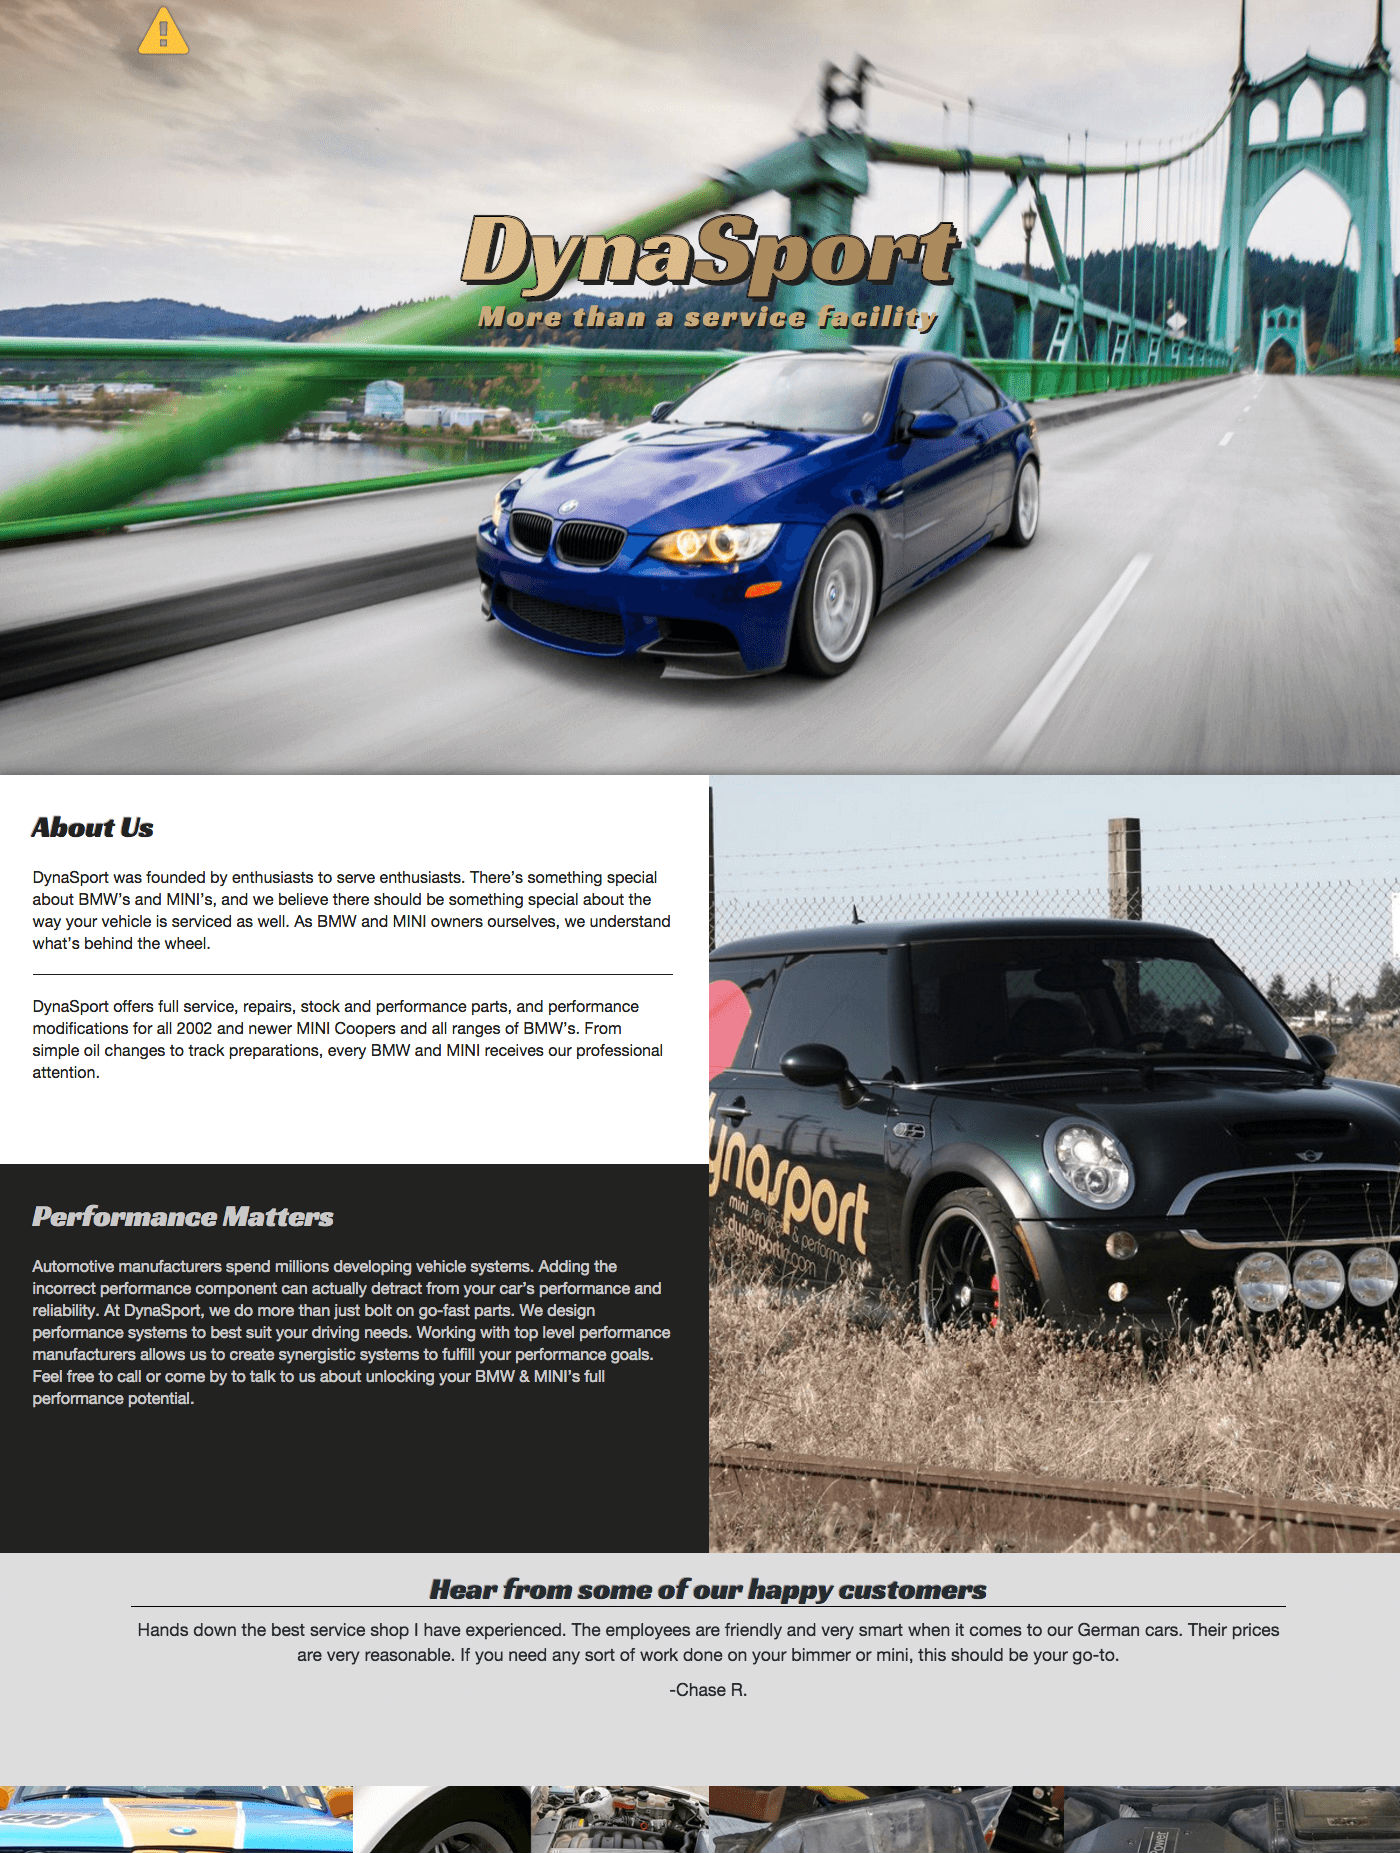 DynaSport
More than a service facility
About Us
DynaSport was founded by enthusiasts to serve enthusiasts. There’s something special
about BMW’s and MINI’s, and we believe there should be something special about the
way your vehicle is serviced as well. As BMW and MINI owners ourselves, we understand
what’s behind the wheel.
DynaSport offers full service, repairs, stock and performance parts, and performance
modifications for all 2002 and newer MINI Coopers and all ranges of BMW’s. From
simple oil changes to track preparations, every BMW and MINI receives our professional
attention.
dynasport
mini service & performance
Performance Matters
Automotive manufacturers spend millions developing vehicle systems. Adding the
incorrect performance component can actually detract from your car’s performance and
reliability. At DynaSport, we do more than just bolt on go-fast parts. We design
performance systems to best suit your driving needs. Working with top level performance
manufacturers allows us to create synergistic systems to fulfill your performance goals.
Feel free to call or come by to talk to us about unlocking your BMW & MINI’s full
performance potential.
Hear from some of our happy customers
Hands down the best service shop I have experienced. The employees are friendly and very smart when it comes to our German cars. Their prices
are very reasonable. If you need any sort of work done on your bimmer or mini, this should be your go-to.
-Chase R.